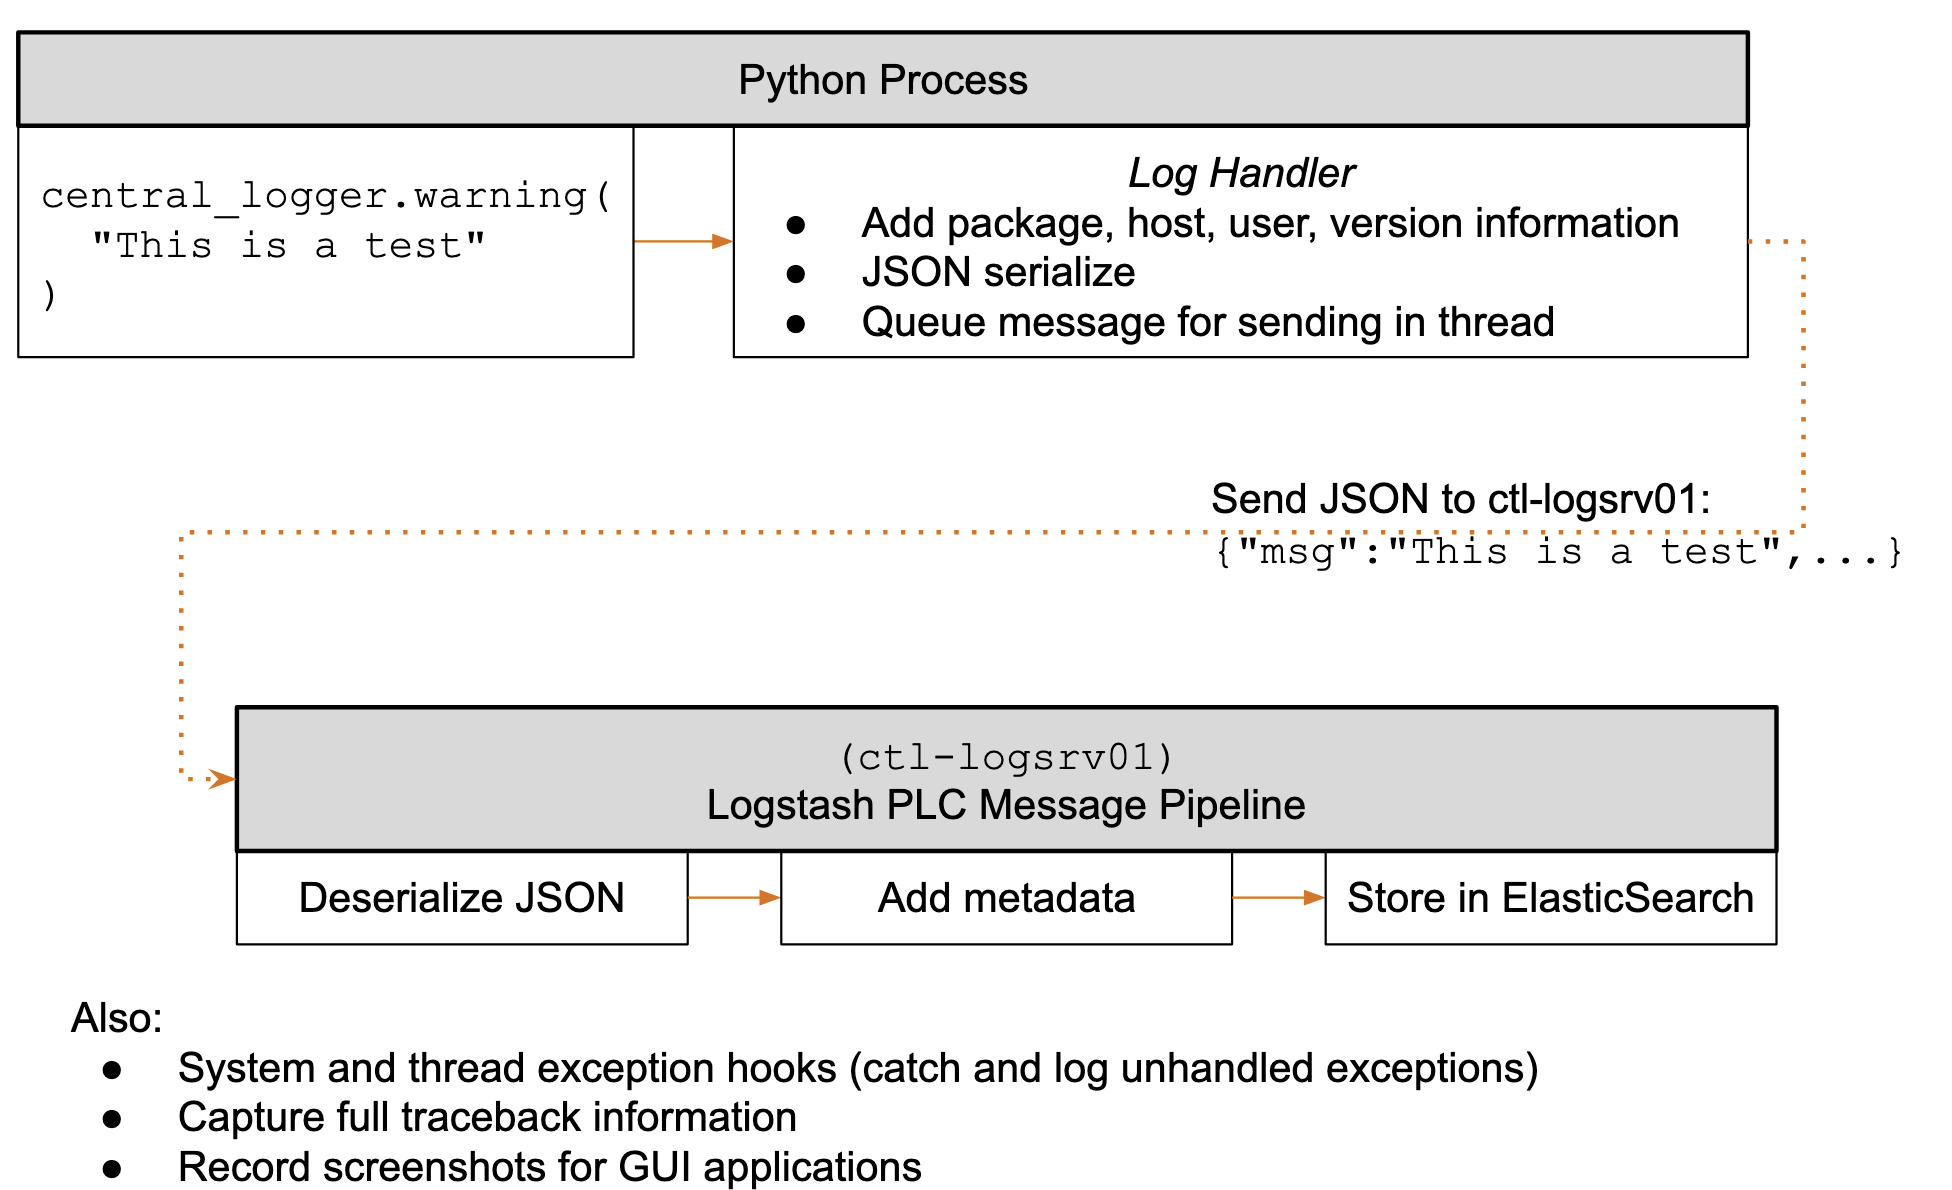 Python Process
central_logger.warning(
"This is a test"
)
Log Handler
● Add package, host, user, version information
● JSON serialize
● Queue message for sending in thread
Send JSON to ctl-logsrv01:
{"msg":"This is a test",...}
(ctl-logsrv01)
Logstash PLC Message Pipeline
Deserialize JSON
Add metadata
Store in ElasticSearch
Also:
● System and thread exception hooks (catch and log unhandled exceptions)
● Capture full traceback information
● Record screenshots for GUI applications